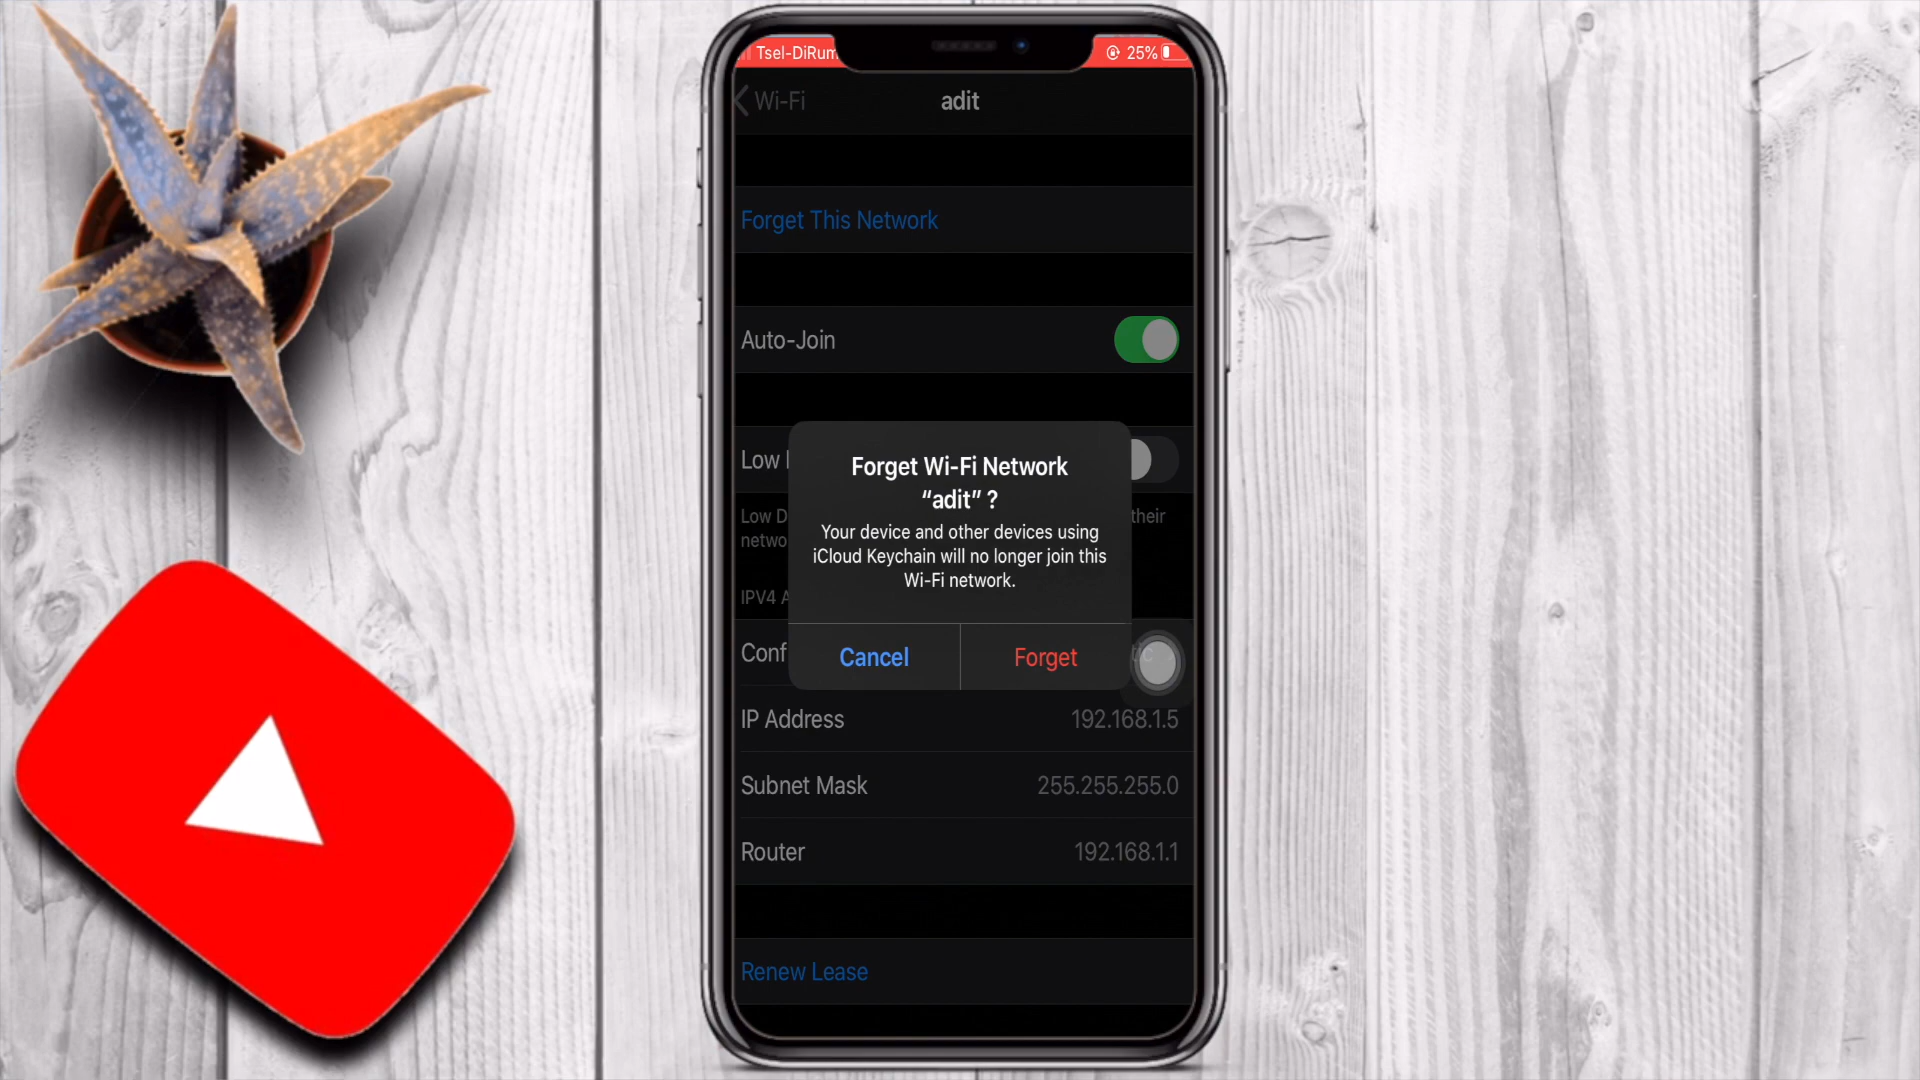 Tsel-DiRum
25%
Wi-Fi
adit
Forget This Network
Auto-Join
Low
Forget Wi-Fi Network
“adit” ?
Your device and other devices using
iCloud Keychain will no longer join this
Wi-Fi network.
Cancel
Forget
Low D
their
netwo
IPV4 A
Conf
IP Address
192.168.1.5
Subnet Mask
255.255.255.0
Router
192.168.1.1
Renew Lease